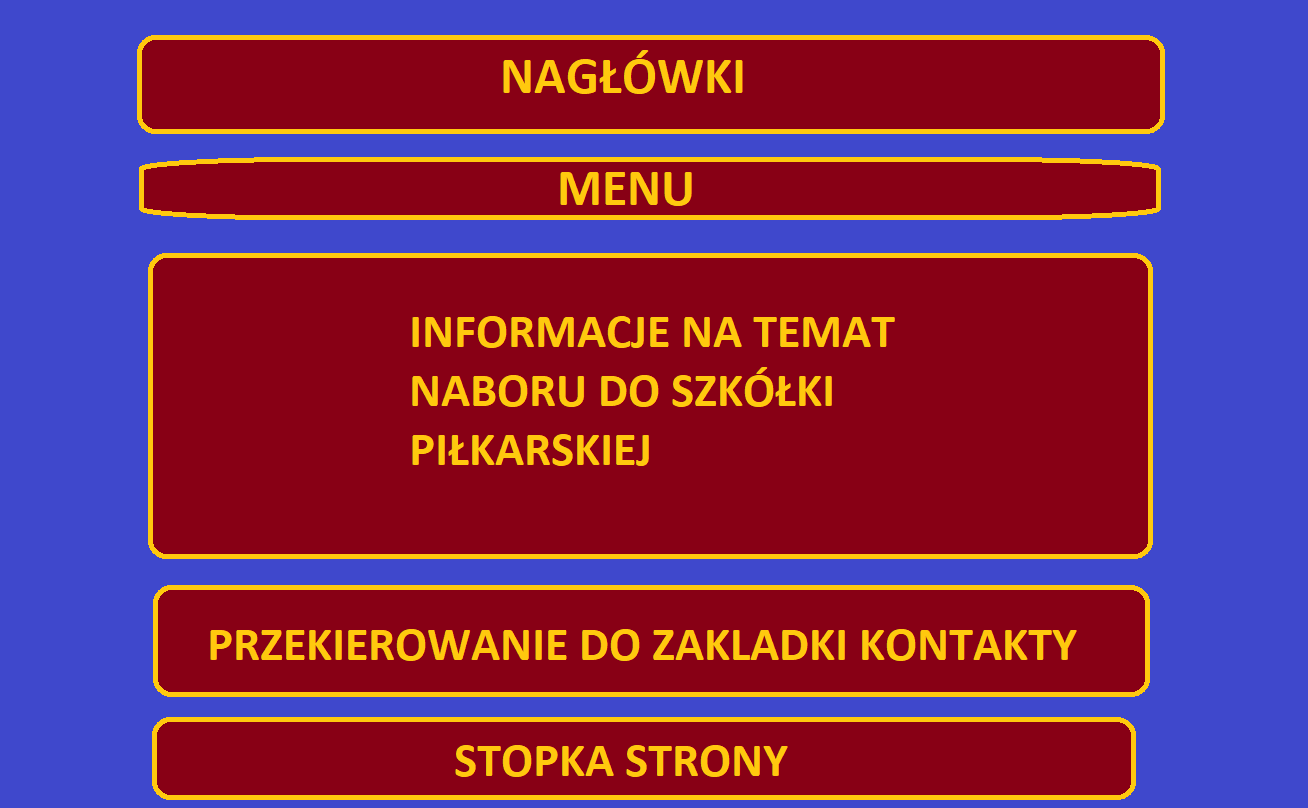 NAGŁÓWKI
MENU
INFORMACJE NA TEMAT
NABORU DO SZKÓŁKI
PIŁKARSKIEJ
PRZEKIEROWANIE DO ZAKLADKI KONTAKTY
STOPKA STRONY